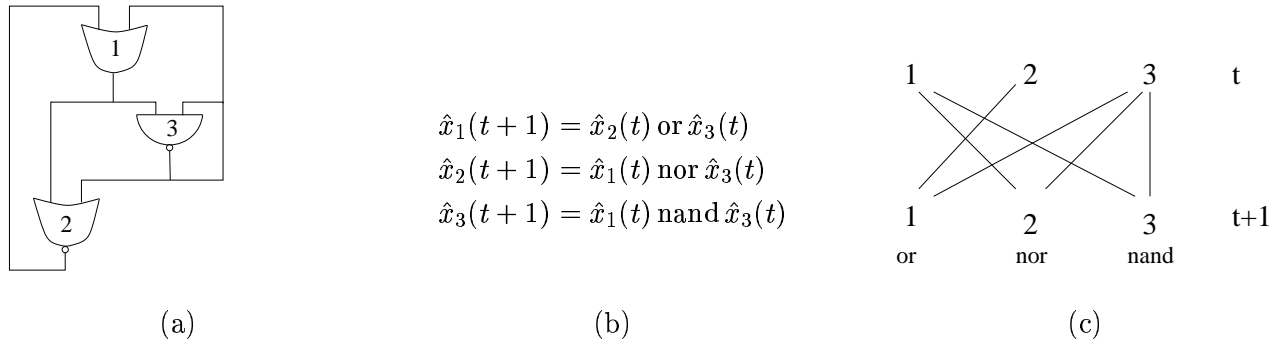 1
3
2
(a)
x̂₁(t + 1) = x̂₂(t) or x̂₃(t)
x̂₂(t + 1) = x̂₁(t) nor x̂₃(t)
x̂₃(t + 1) = x̂₁(t) nand x̂₃(t)
(b)
1 2 3 t
1 2 3 t+1
or nor nand
(c)